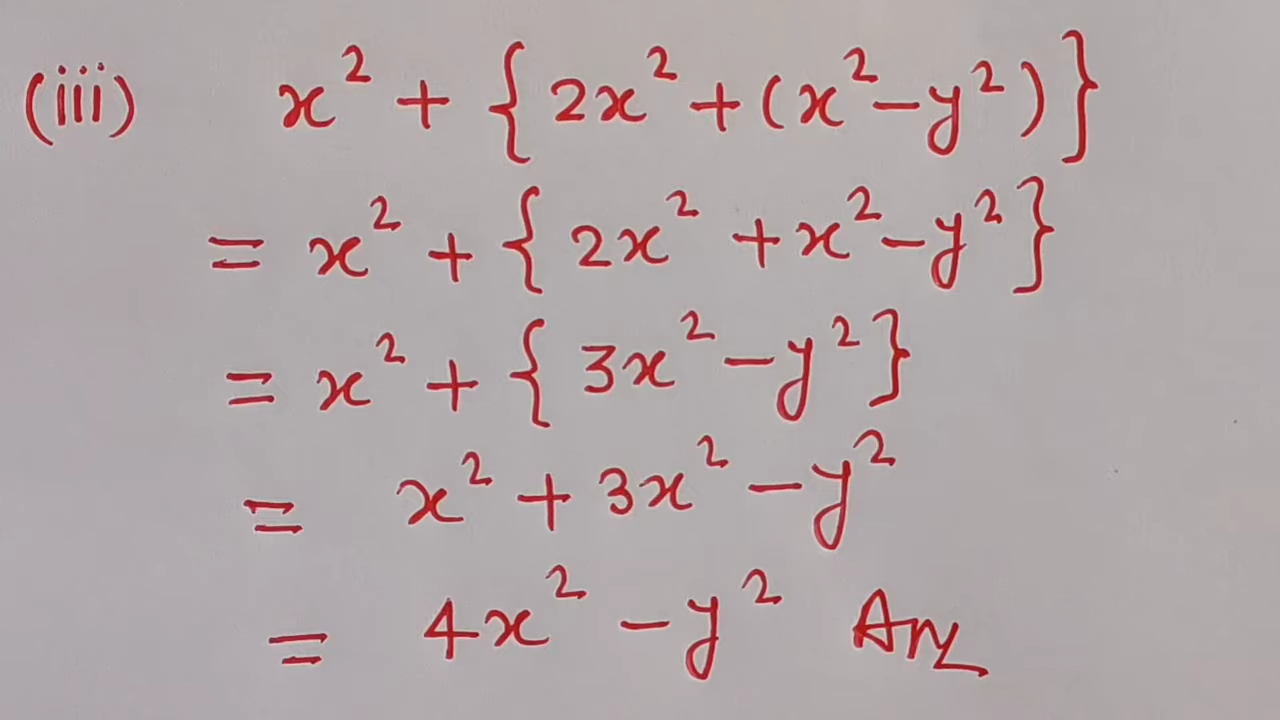 (iii) x² + {2x² + (x² - y²)}
= x² + {2x² + x² - y²}
= x² + {3x² - y²}
= x² + 3x² - y²
= 4x² - y² Ans